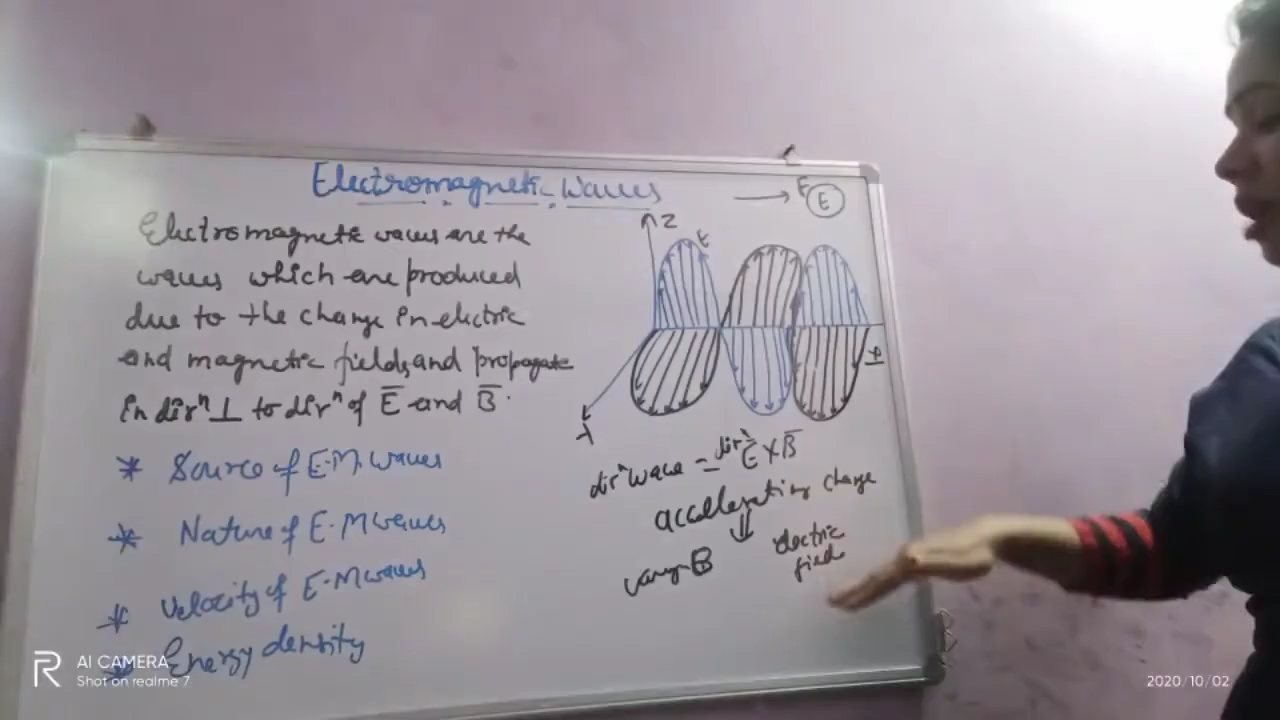 Electromagnetic Waves
Electromagnetic waves are the
waves which are produced
due to the change in electric
and magnetic fields and propagate
in dirⁿ ⊥ to dirⁿ of E̅ and B̅.
* Source of E.M. waves
* Nature of E.M waves
* Velocity of E.M waves
* Energy density
→ E E
Z
E
dirⁿ wave = dirⁿ E̅ X B̅
accelerating charge
⇓
electric
field
B
AI CAMERA
Shot on realme 7
2020/10/02